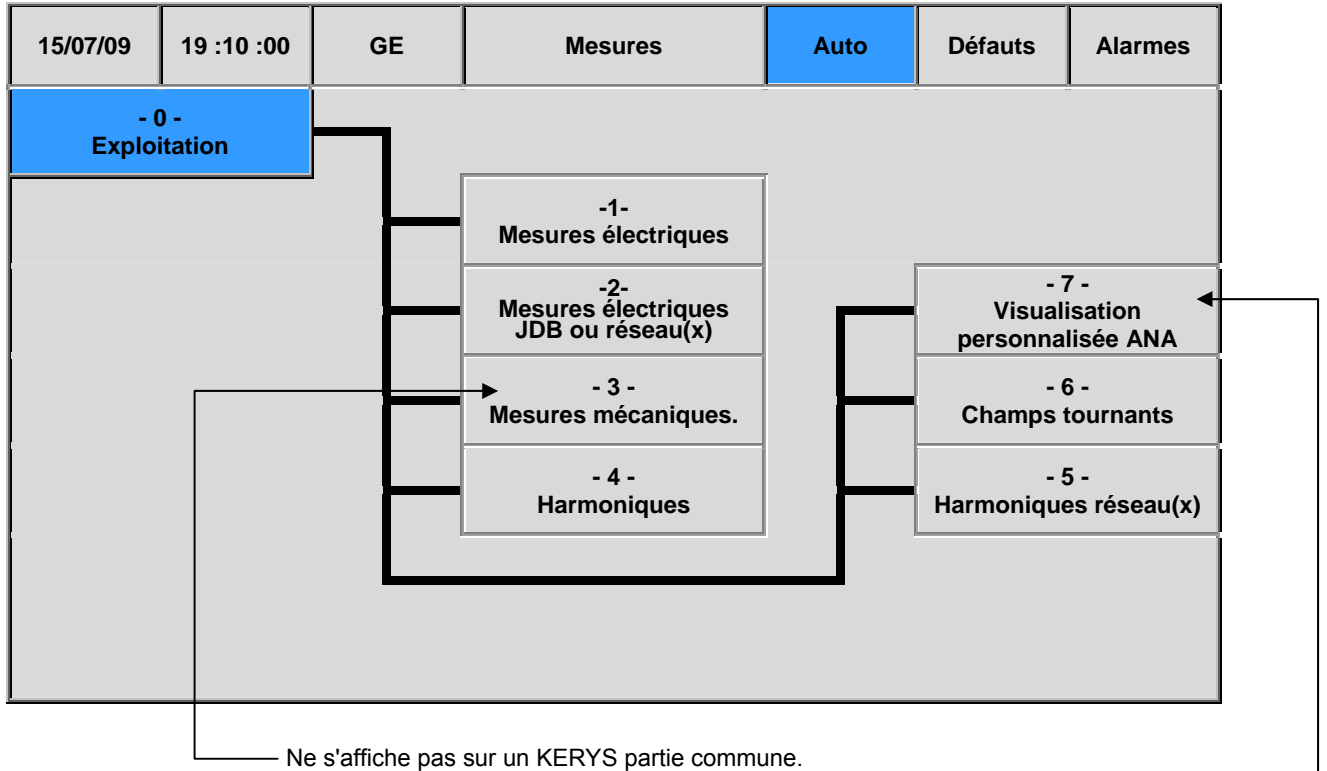 15/07/09 19 :10 :00 GE Mesures Auto Défauts Alarmes
- 0 -
Exploitation
-1-
Mesures électriques
-2-
Mesures électriques
JDB ou réseau(x)
- 3 -
Mesures mécaniques.
- 4 -
Harmoniques
- 7 -
Visualisation
personnalisée ANA
- 6 -
Champs tournants
- 5 -
Harmoniques réseau(x)
Ne s'affiche pas sur un KERYS partie commune.